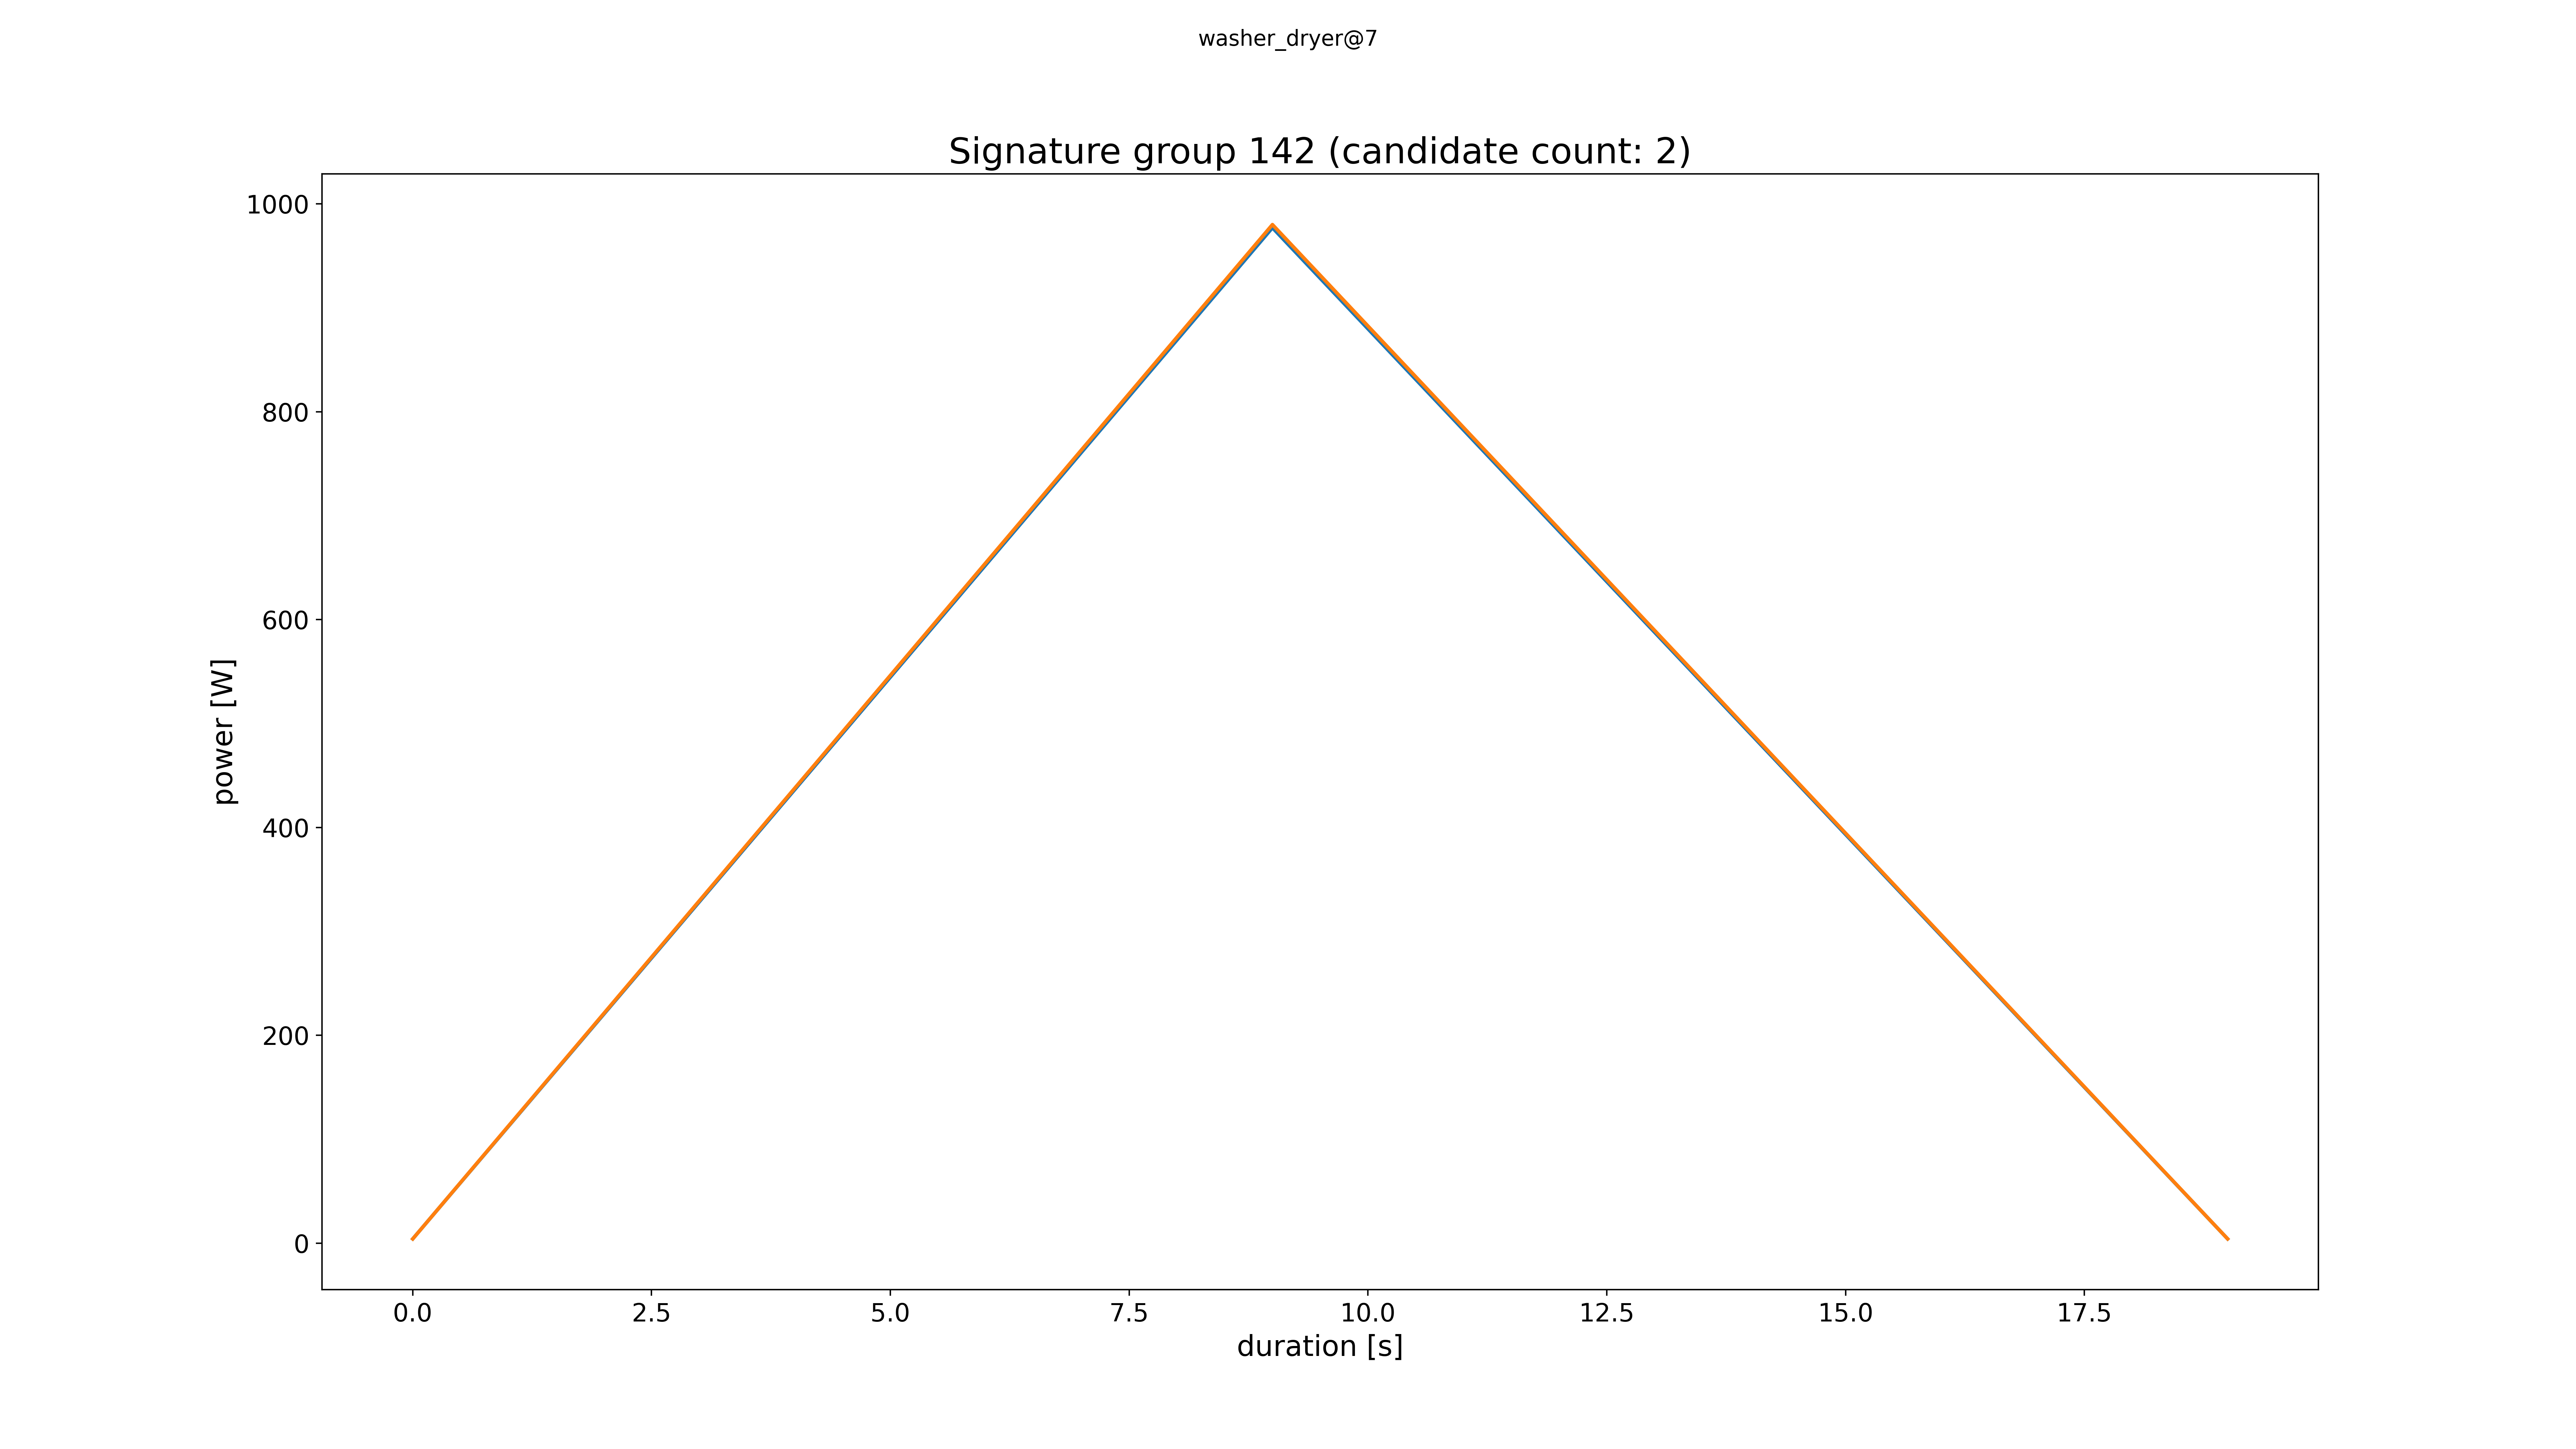 washer_dryer@7
Signature group 142 (candidate count: 2)
1000
800
600
400
200
0
power [W]
0.0 2.5 5.0 7.5 10.0 12.5 15.0 17.5
duration [s]